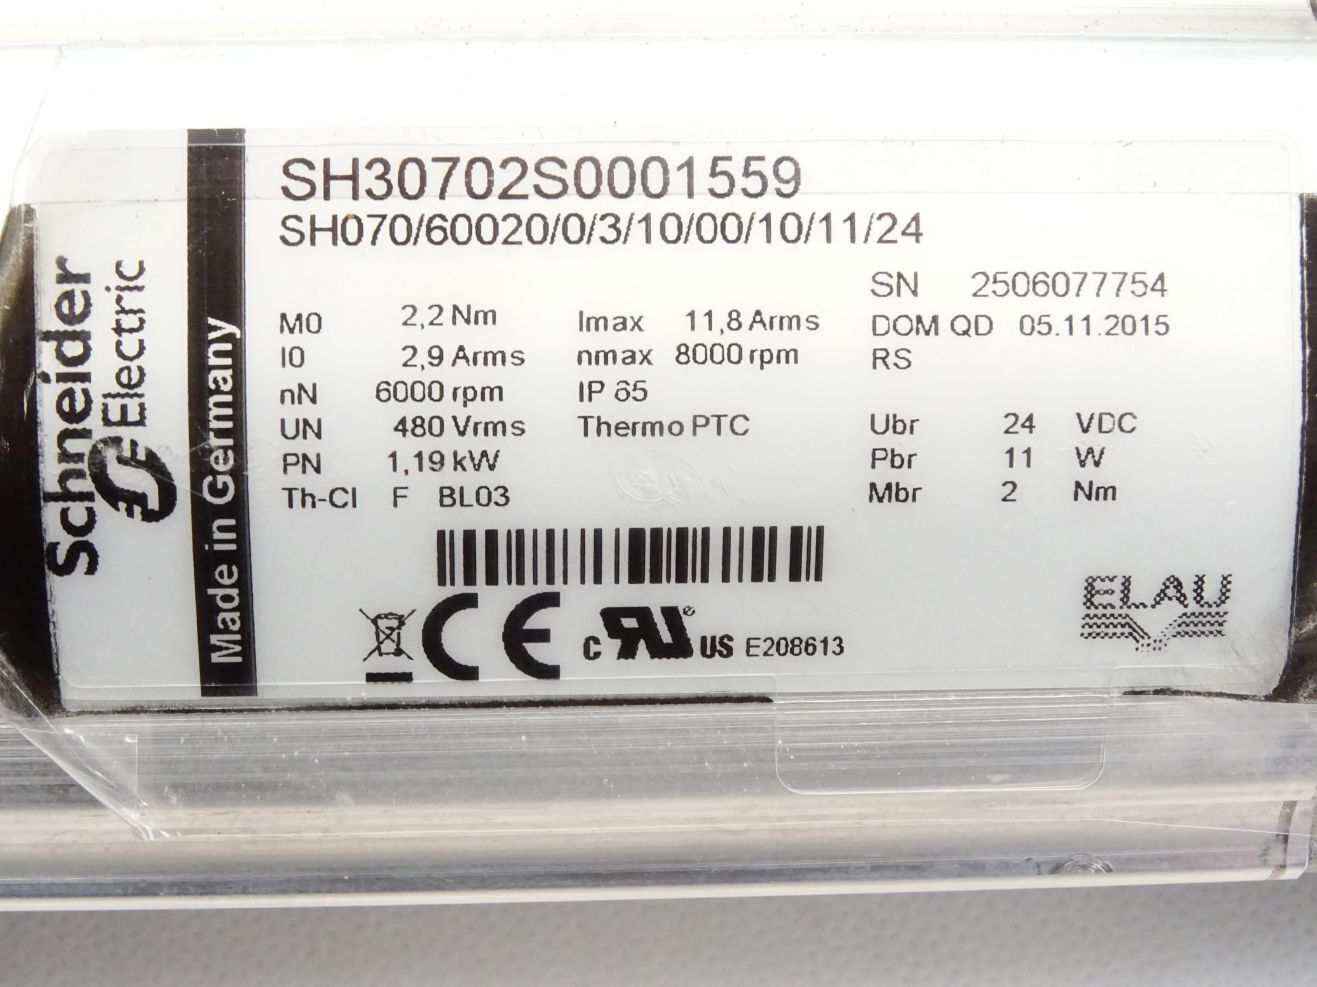 Schneider
Electric
Made in Germany
SH30702S0001559
SH070/60020/0/3/10/00/10/11/24
SN 2506077754
M0 2,2 Nm Imax 11,8 Arms DOM QD 05.11.2015
I0 2,9 Arms nmax 8000 rpm RS
nN 6000 rpm IP 65
UN 480 Vrms Thermo PTC Ubr 24 VDC
PN 1,19 kW Pbr 11 W
Th-Cl F BL03 Mbr 2 Nm
ELAU
CE c RU US E208613